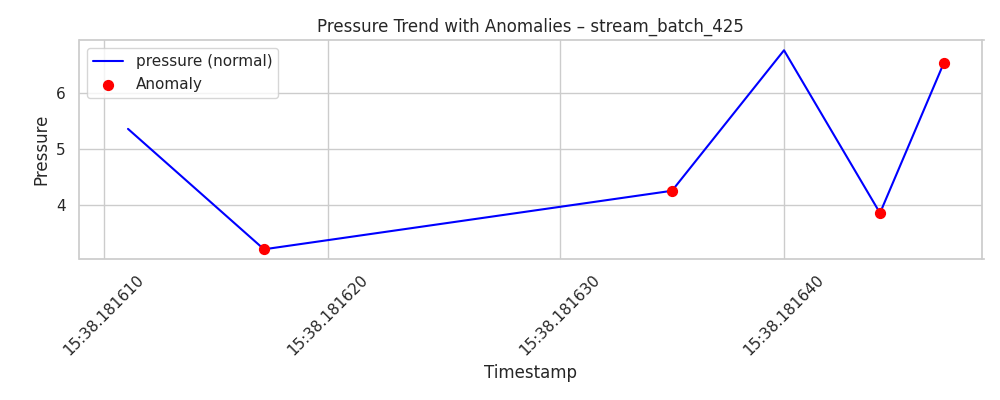 Pressure Trend with Anomalies – stream_batch_425
pressure (normal)
Anomaly
Pressure
6
5
4
15:38.181610
15:38.181620
15:38.181630
15:38.181640
Timestamp